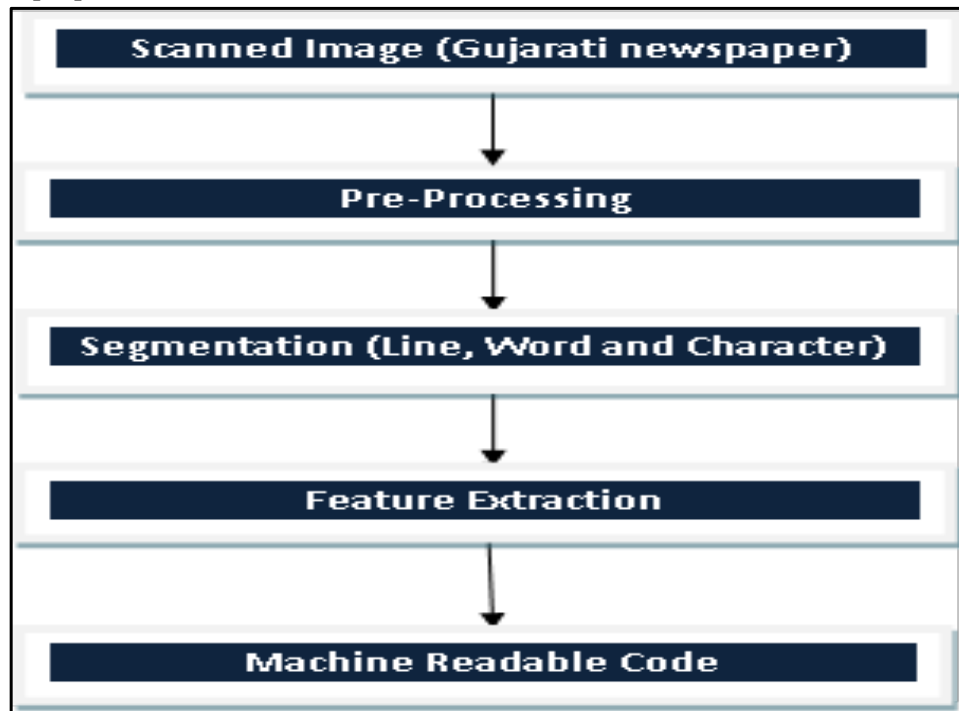 Scanned Image (Gujarati newspaper)
Pre-Processing
Segmentation (Line, Word and Character)
Feature Extraction
Machine Readable Code